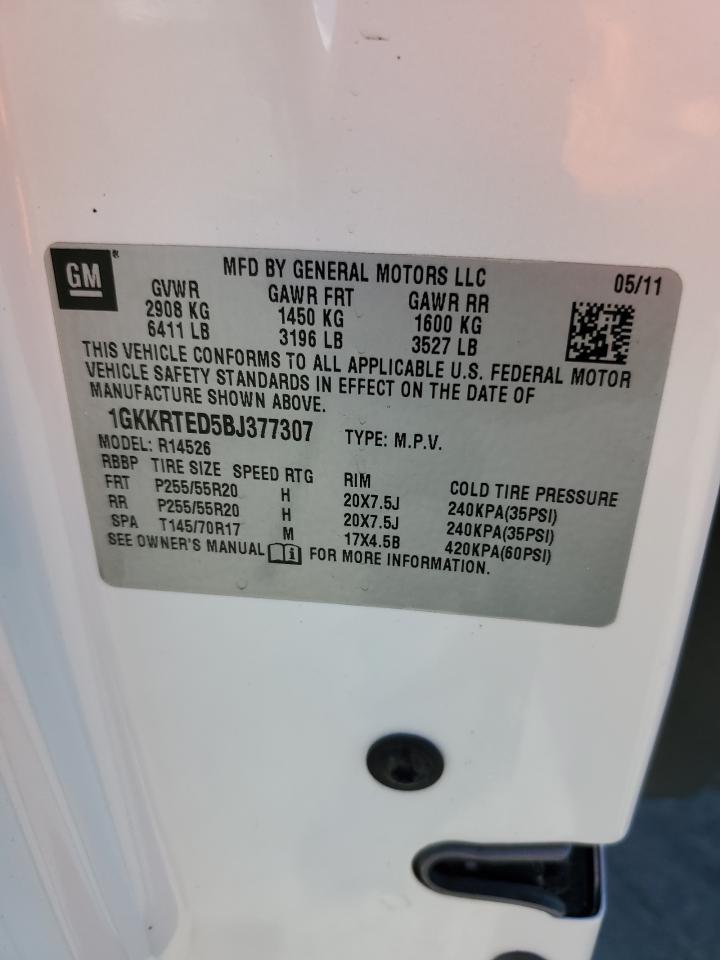 GM® MFD BY GENERAL MOTORS LLC 05/11
GVWR GAWR FRT GAWR RR
2908 KG 1450 KG 1600 KG
6411 LB 3196 LB 3527 LB
THIS VEHICLE CONFORMS TO ALL APPLICABLE U.S. FEDERAL MOTOR
VEHICLE SAFETY STANDARDS IN EFFECT ON THE DATE OF
MANUFACTURE SHOWN ABOVE.
1GKKRTED5BJ377307 TYPE: M.P.V.
MODEL: R14526
RBBP TIRE SIZE SPEED RTG RIM COLD TIRE PRESSURE
FRT P255/55R20 H 20X7.5J 240KPA(35PSI)
RR P255/55R20 H 20X7.5J 240KPA(35PSI)
SPA T145/70R17 M 17X4.5B 420KPA(60PSI)
SEE OWNER'S MANUAL FOR MORE INFORMATION.